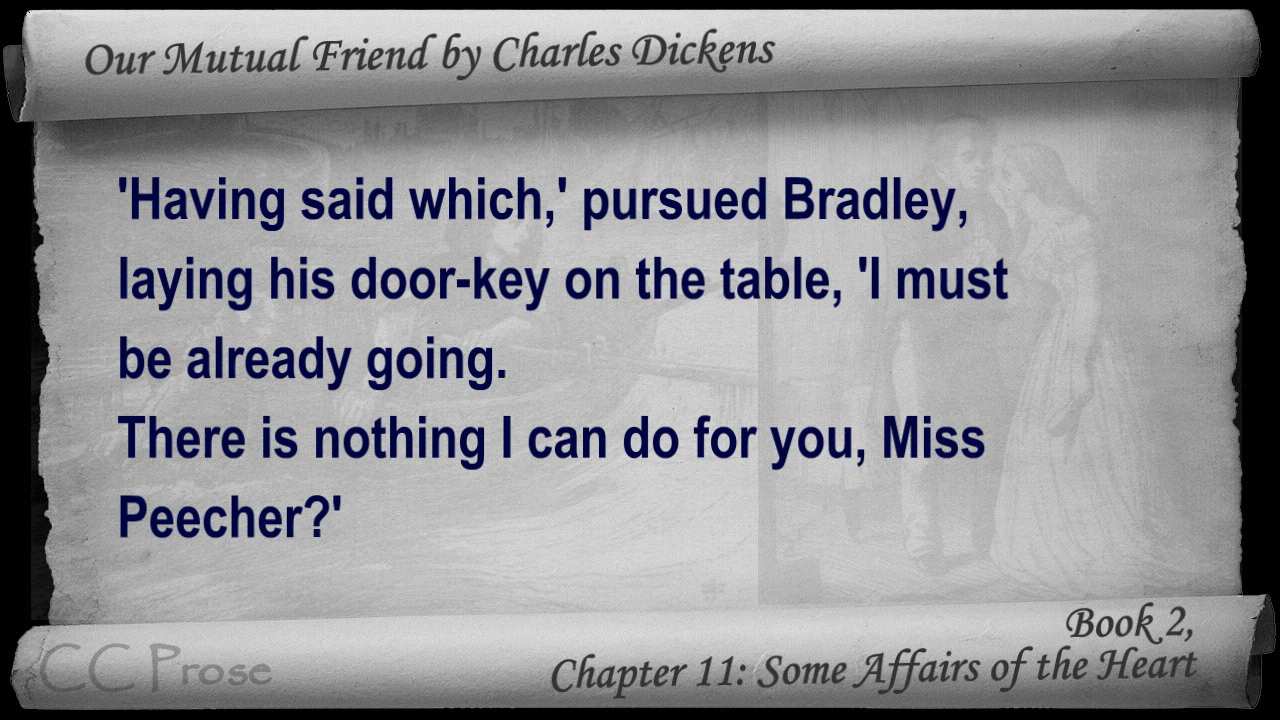 Our Mutual Friend by Charles Dickens
'Having said which,' pursued Bradley,
laying his door-key on the table, 'I must
be already going.
There is nothing I can do for you, Miss
Peecher?'
Book 2,
Chapter 11: Some Affairs of the Heart
CC Prose